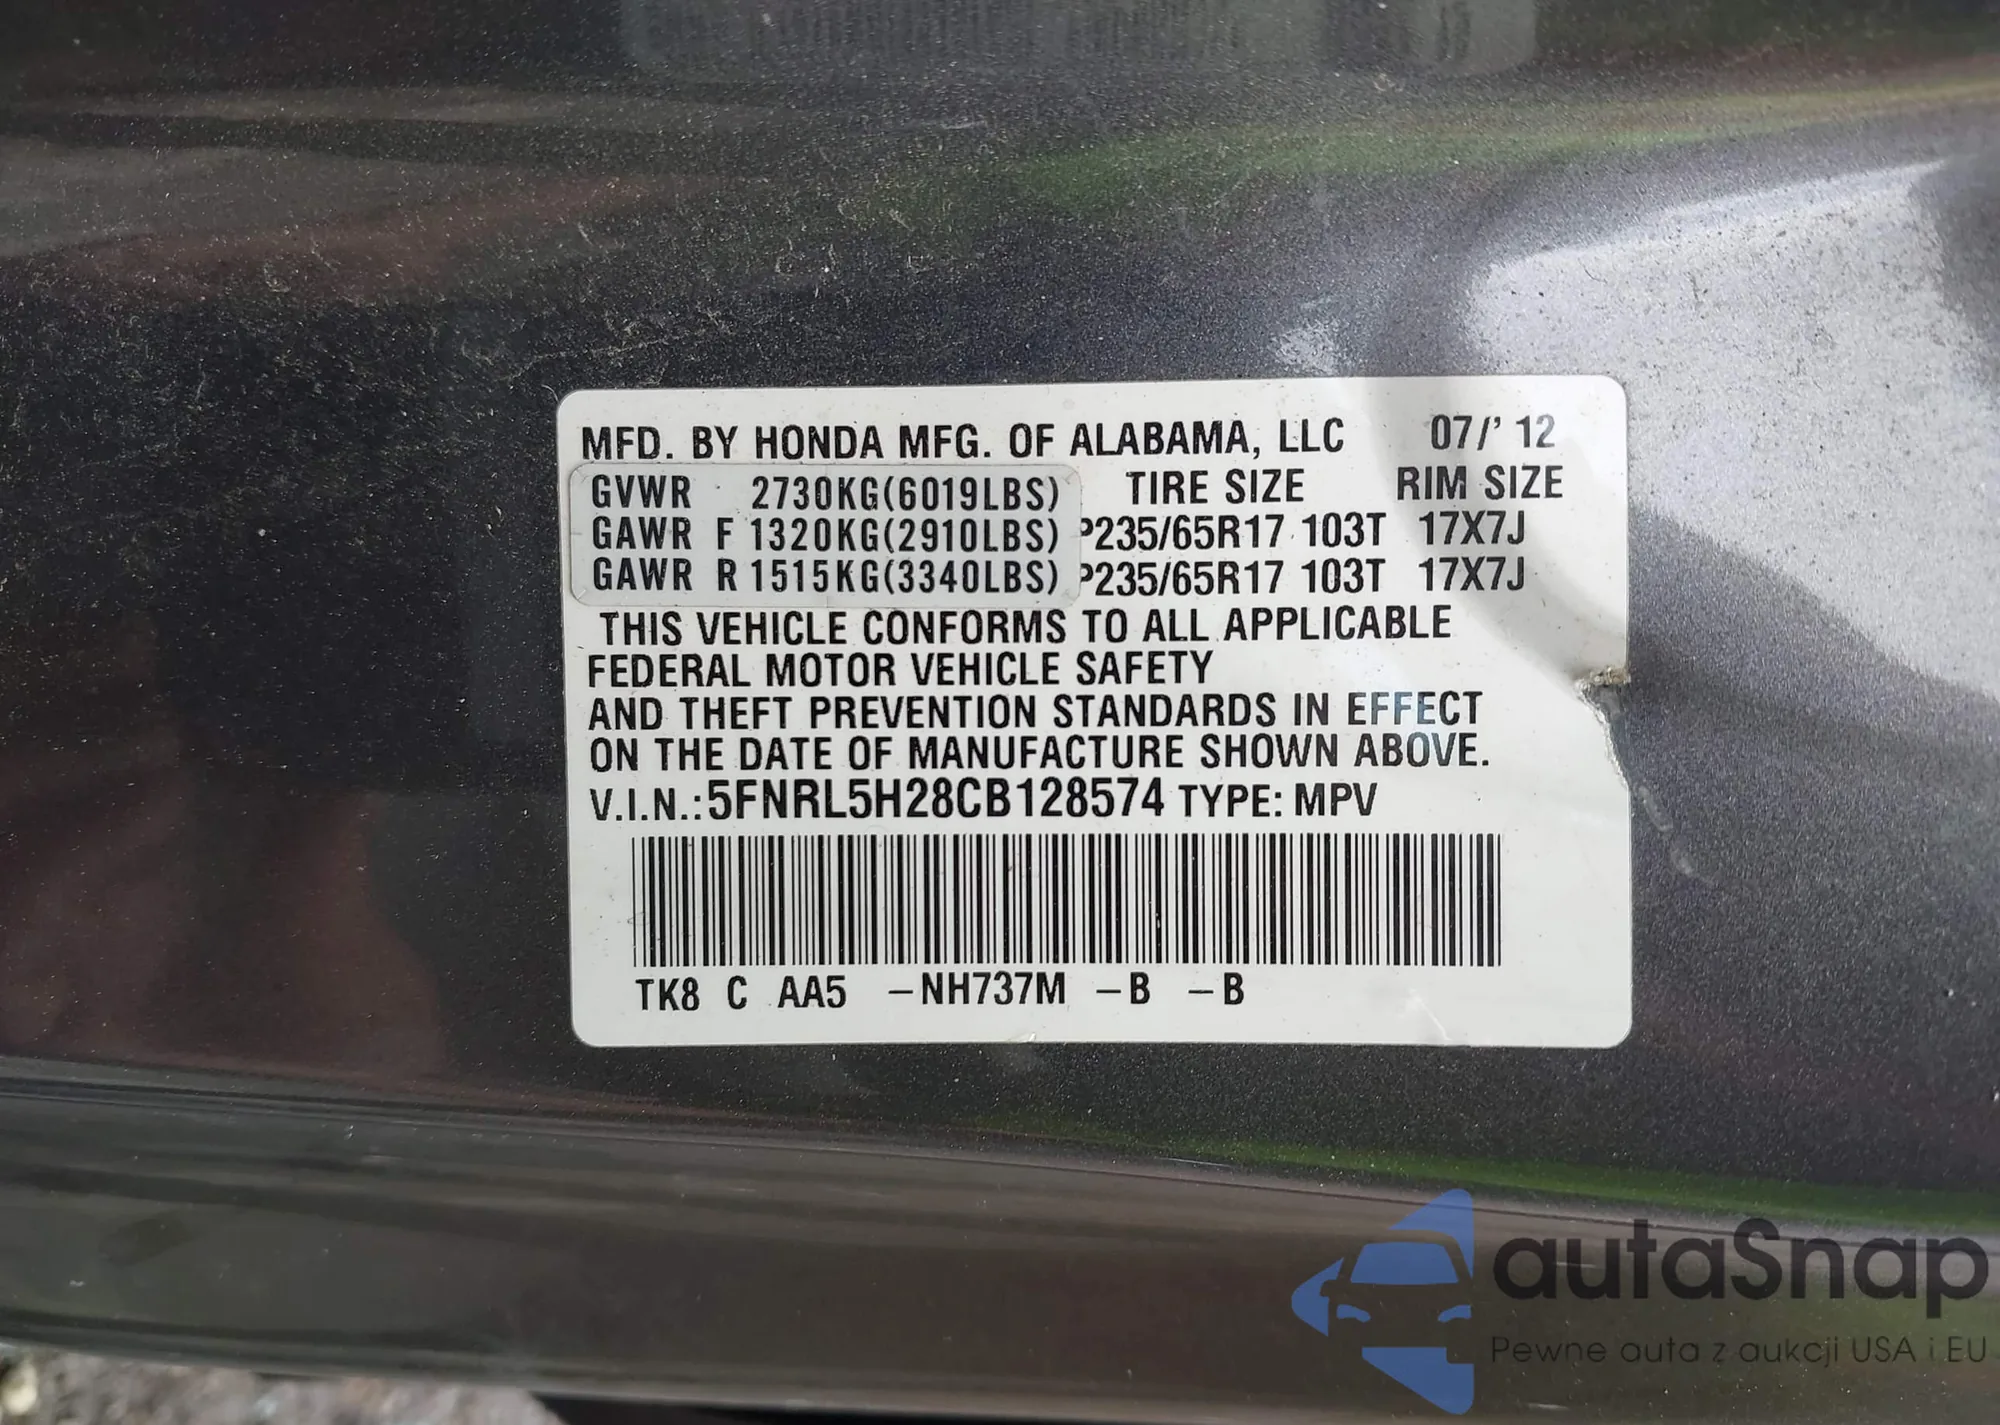 MFD. BY HONDA MFG. OF ALABAMA, LLC 07/' 12
GVWR 2730KG(6019LBS) TIRE SIZE RIM SIZE
GAWR F 1320KG(2910LBS) P235/65R17 103T 17X7J
GAWR R 1515KG(3340LBS) P235/65R17 103T 17X7J
THIS VEHICLE CONFORMS TO ALL APPLICABLE
FEDERAL MOTOR VEHICLE SAFETY
AND THEFT PREVENTION STANDARDS IN EFFECT
ON THE DATE OF MANUFACTURE SHOWN ABOVE.
V.I.N.:5FNRL5H28CB128574 TYPE: MPV
TK8 C AA5 –NH737M –B –B
autaSnap
Pewne auta z aukcji USA i EU